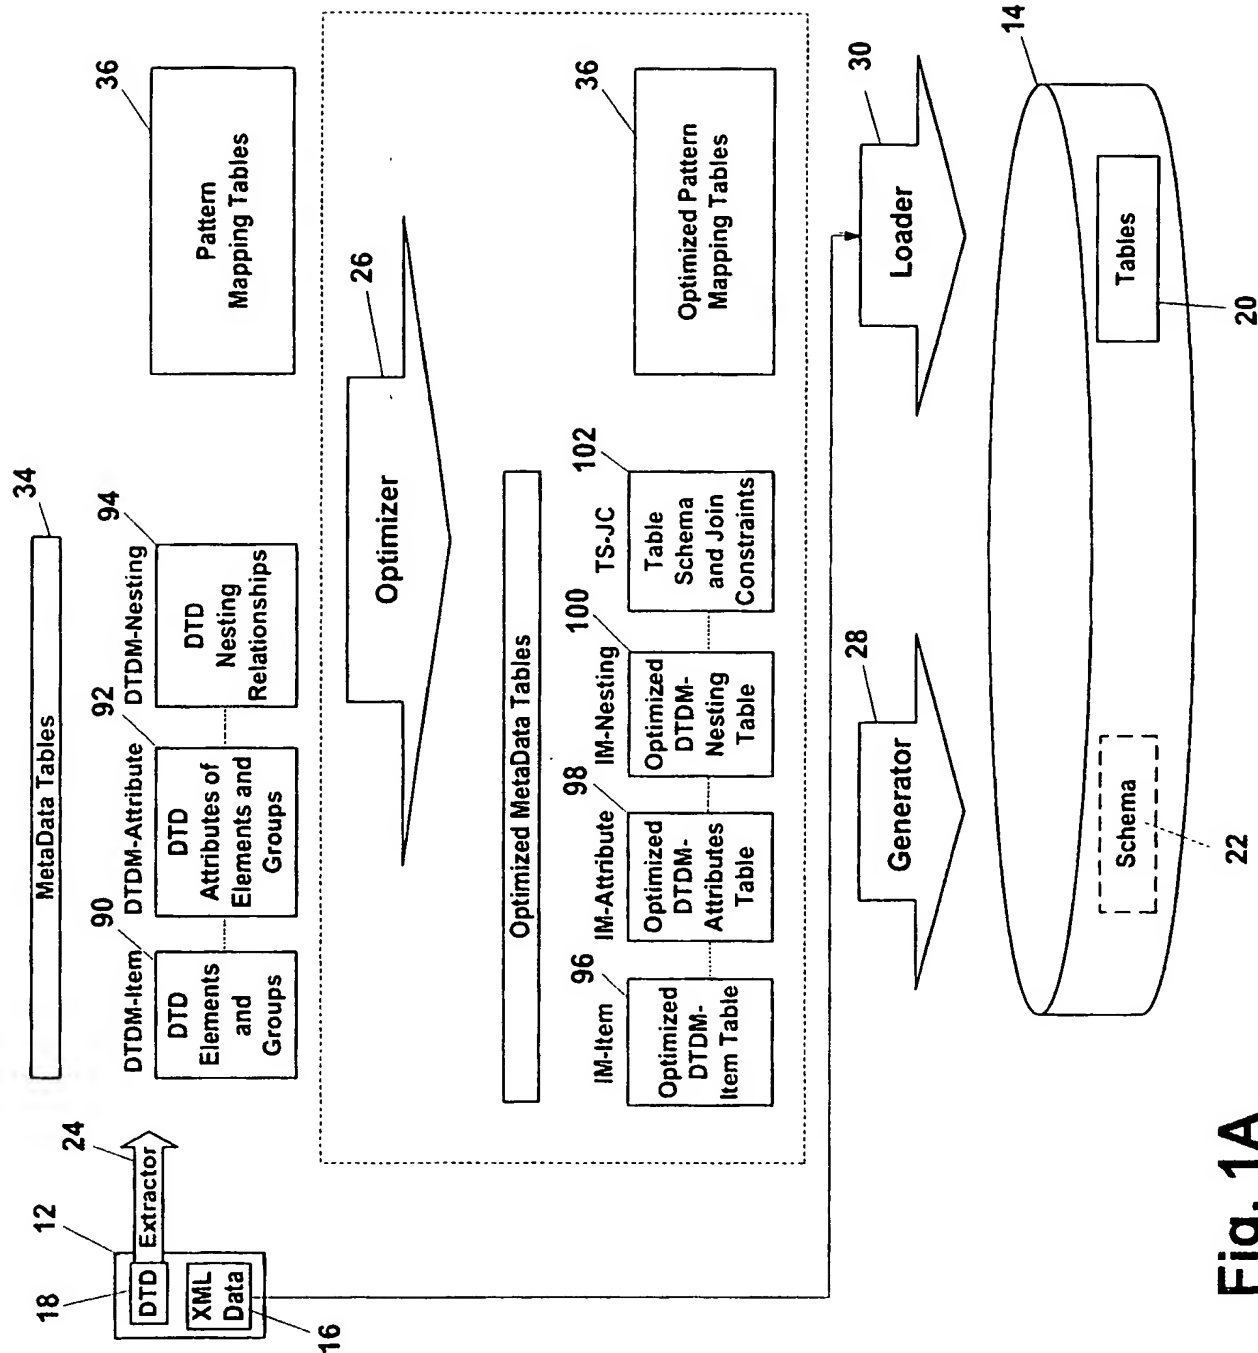 12
18
DTD
XML
Data
16
24
Extractor
MetaData Tables
34
DTDM-Item
90
DTD
Elements
and
Groups
DTDM-Attribute
92
DTD
Attributes of
Elements and
Groups
DTDM-Nesting
94
DTD
Nesting
Relationships
36
Pattern
Mapping Tables
Optimizer
26
Optimized MetaData Tables
IM-Item
96
Optimized
DTDM-
Item Table
IM-Attribute
98
Optimized
DTDM-
Attributes
Table
IM-Nesting
100
Optimized
DTDM-
Nesting
Table
TS-JC
102
Table
Schema
and Join
Constraints
36
Optimized Pattern
Mapping Tables
Generator
28
Loader
30
14
Schema
22
Tables
20
Fig. 1A